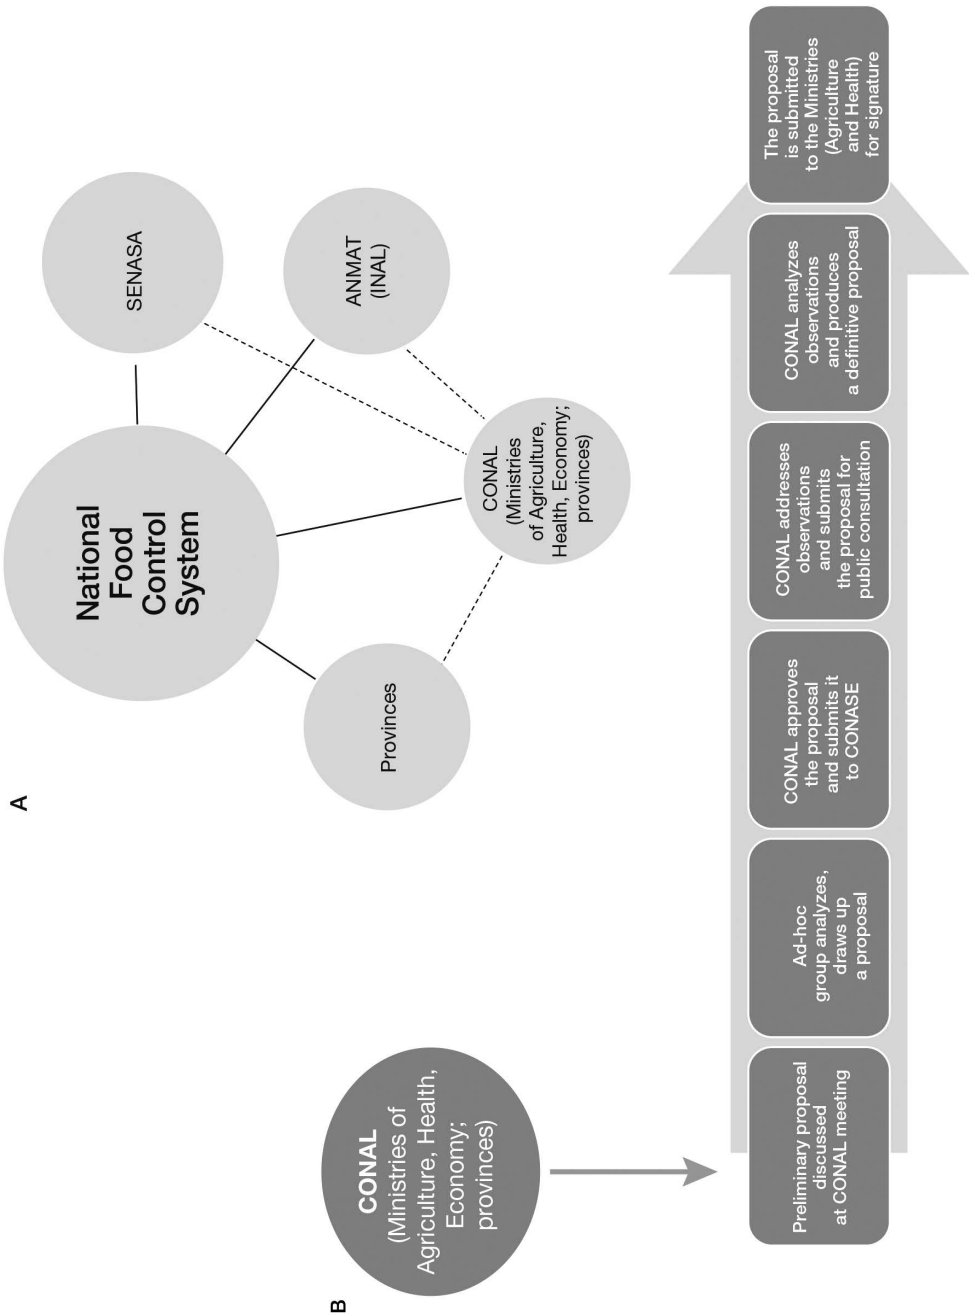 A
National
Food
Control
System
SENASA
ANMAT
(INAL)
CONAL
(Ministries
of Agriculture,
Health, Economy;
provinces)
Provinces
B
CONAL
(Ministries of
Agriculture, Health,
Economy;
provinces)
Preliminary proposal
discussed
at CONAL meeting
Ad-hoc
group analyzes,
draws up
a proposal
CONAL approves
the proposal
and submits it
to CONASE
CONAL addresses
observations
and submits
the proposal for
public consultation
CONAL analyzes
observations
and produces
a definitive proposal
The proposal
is submitted
to the Ministries
(Agriculture
and Health)
for signature